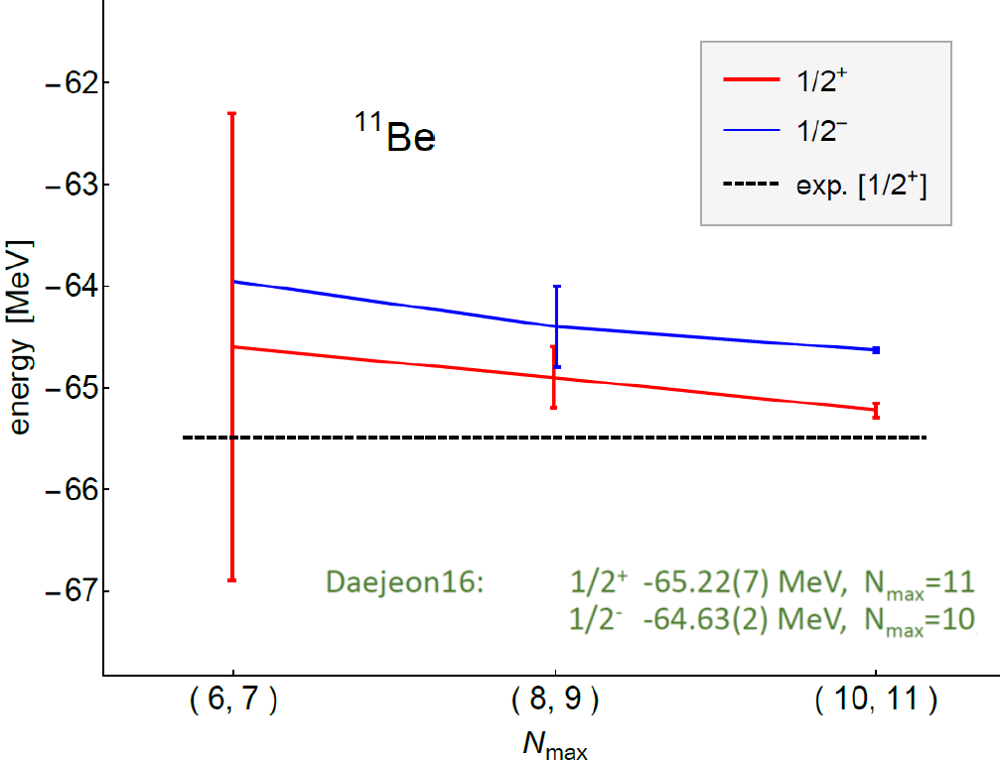 −62
−63
−64
−65
−66
−67
energy [MeV]
¹¹Be
1/2⁺
1/2⁻
exp. [1/2⁺]
Daejeon16: 1/2⁺ -65.22(7) MeV, Nₘₐₓ=11
1/2⁻ -64.63(2) MeV, Nₘₐₓ=10
( 6, 7 ) ( 8, 9 ) ( 10, 11 )
Nₘₐₓ